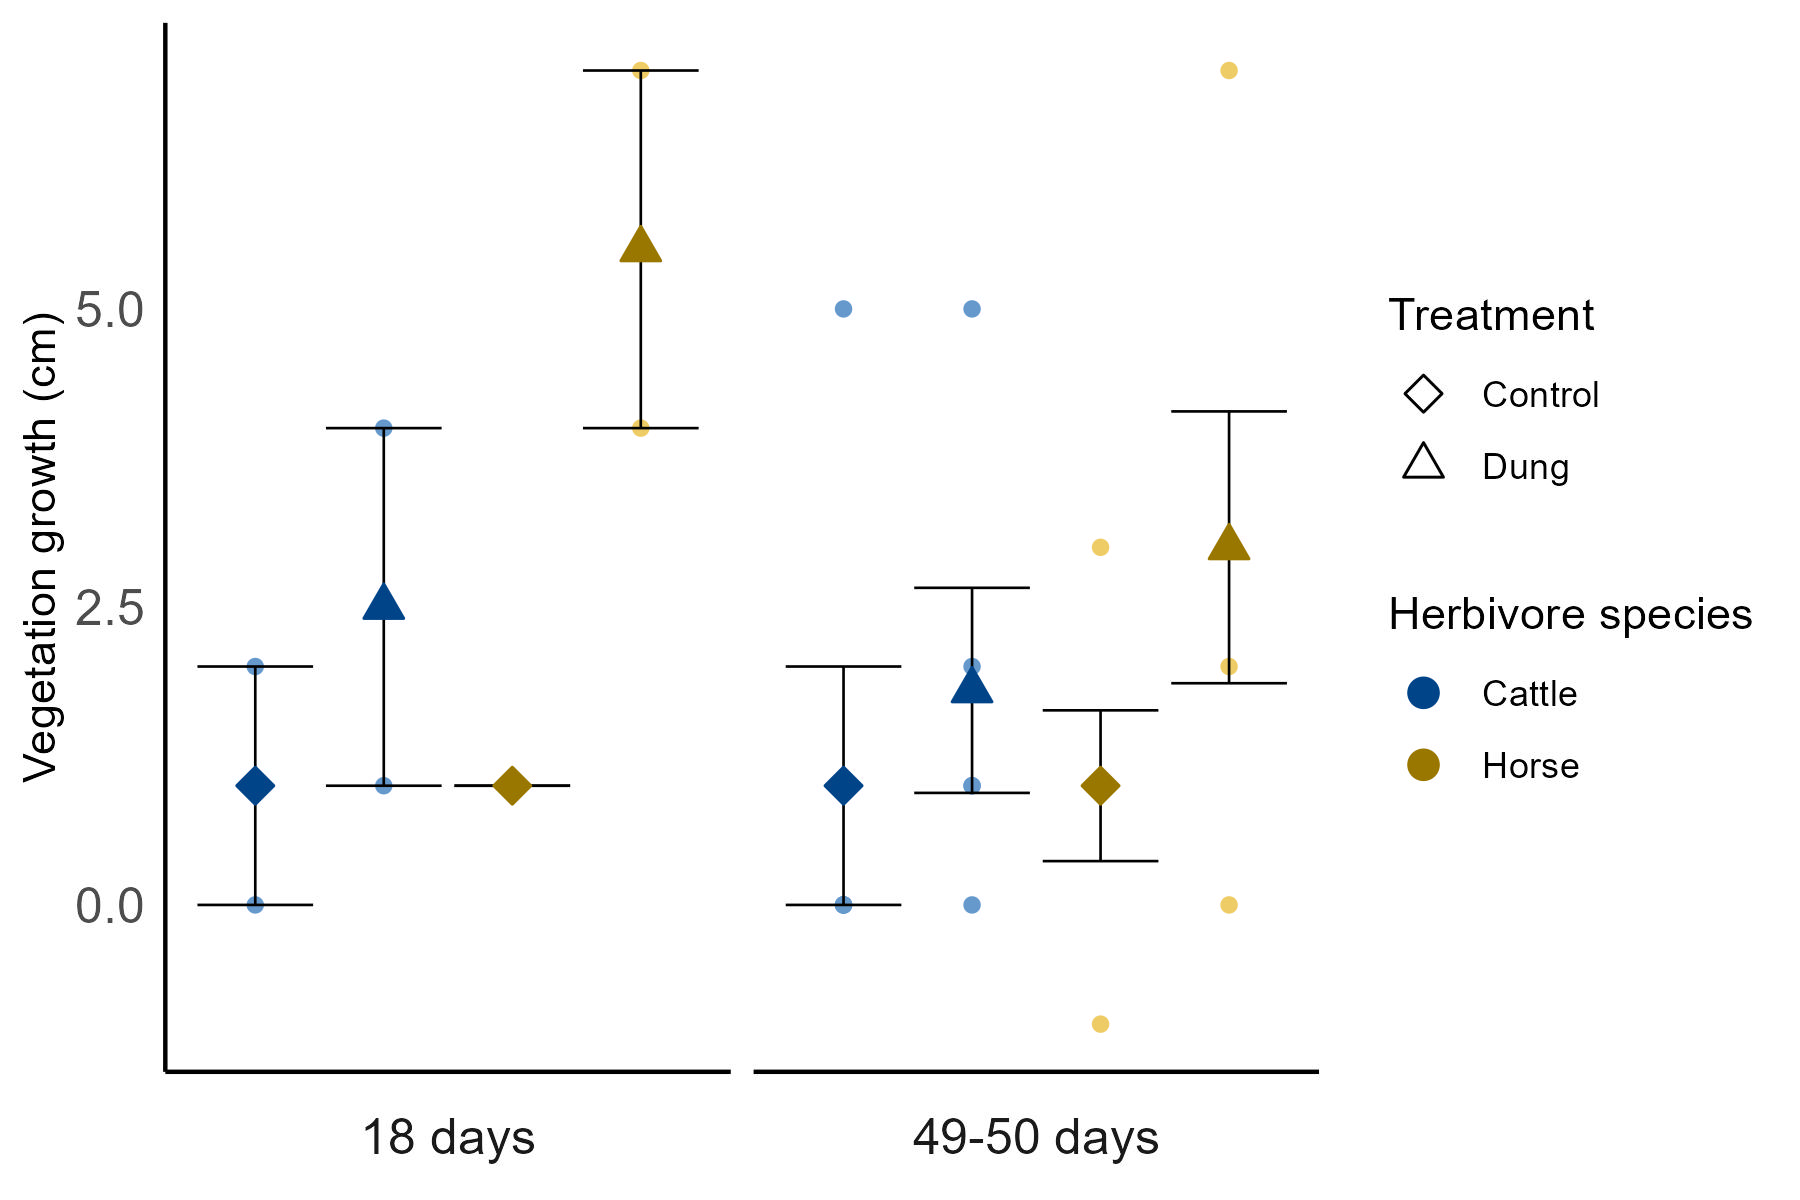 Vegetation growth (cm)
5.0
2.5
0.0
18 days
49-50 days
Treatment
Control
Dung
Herbivore species
Cattle
Horse